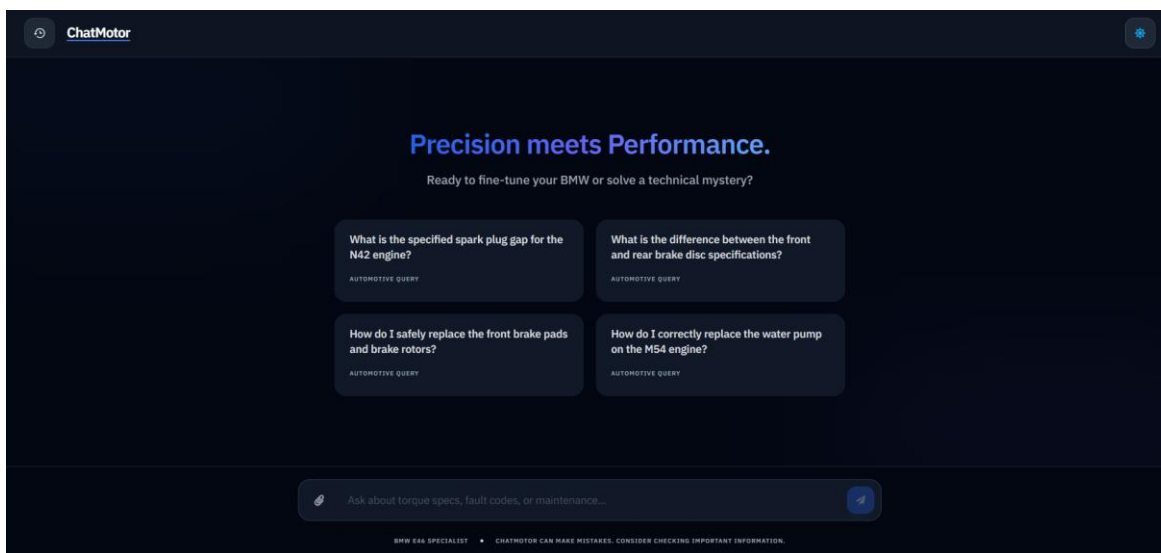 ChatMotor
Precision meets Performance.
Ready to fine-tune your BMW or solve a technical mystery?
What is the specified spark plug gap for the
N42 engine?
AUTOMOTIVE QUERY
What is the difference between the front
and rear brake disc specifications?
AUTOMOTIVE QUERY
How do I safely replace the front brake pads
and brake rotors?
AUTOMOTIVE QUERY
How do I correctly replace the water pump
on the M54 engine?
AUTOMOTIVE QUERY
Ask about torque specs, fault codes, or maintenance...
BMW E46 SPECIALIST • CHATMOTOR CAN MAKE MISTAKES. CONSIDER CHECKING IMPORTANT INFORMATION.